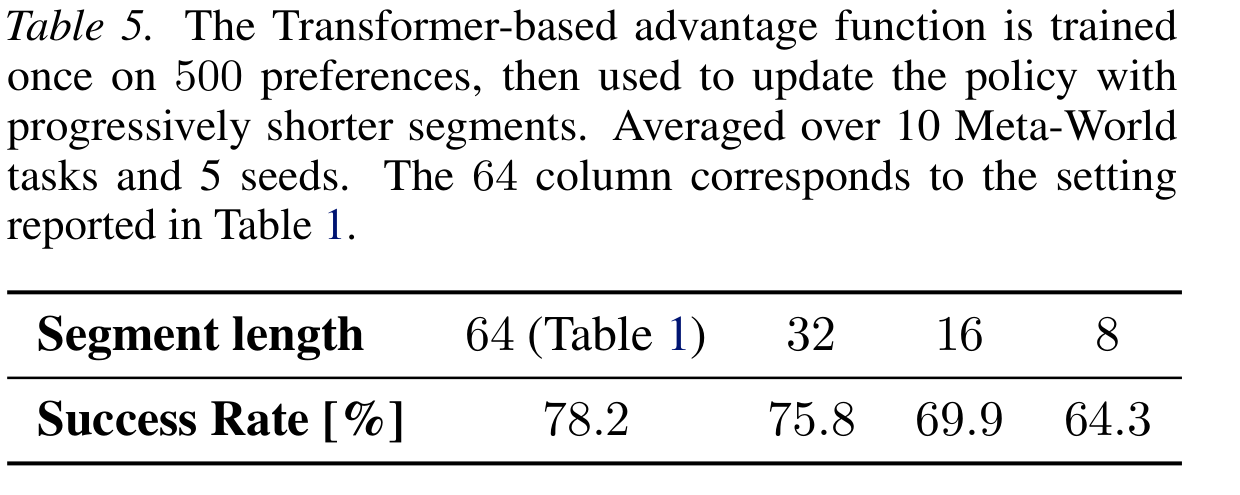 Table 5. The Transformer-based advantage function is trained
once on 500 preferences, then used to update the policy with
progressively shorter segments. Averaged over 10 Meta-World
tasks and 5 seeds. The 64 column corresponds to the setting
reported in Table 1.
Segment length 64 (Table 1) 32 16 8
Success Rate [%] 78.2 75.8 69.9 64.3